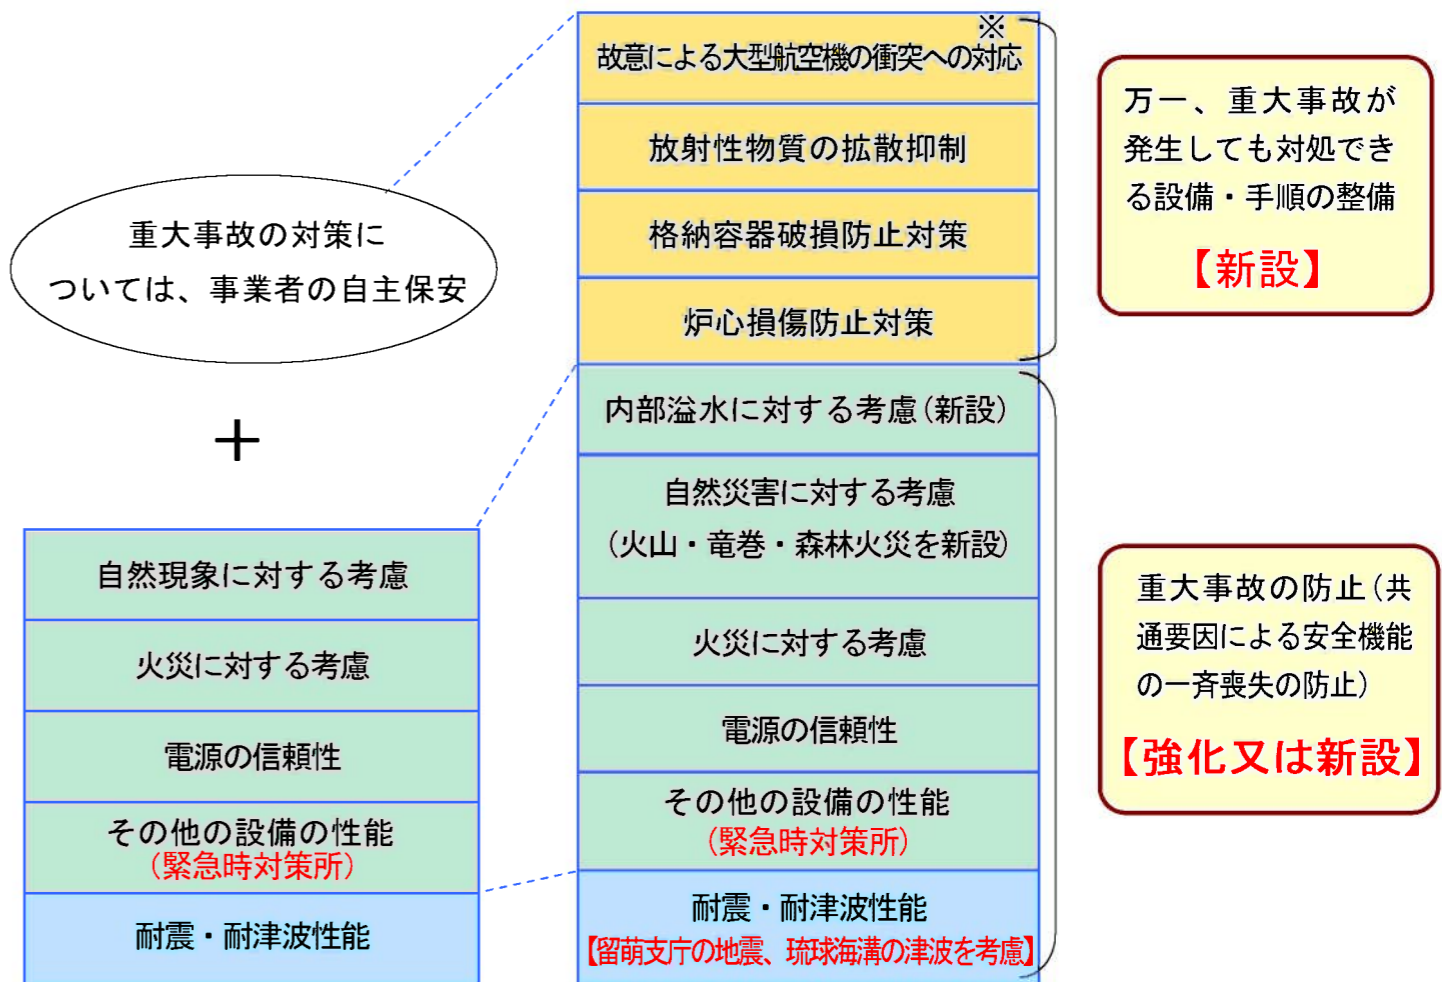 重大事故の対策に
ついては、事業者の自主保安
＋
自然現象に対する考慮
火災に対する考慮
電源の信頼性
その他の設備の性能
(緊急時対策所)
耐震・耐津波性能
※
故意による大型航空機の衝突への対応
放射性物質の拡散抑制
格納容器破損防止対策
炉心損傷防止対策
内部溢水に対する考慮(新設)
自然災害に対する考慮
(火山・竜巻・森林火災を新設)
火災に対する考慮
電源の信頼性
その他の設備の性能
(緊急時対策所)
耐震・耐津波性能
【留萌支庁の地震、琉球海溝の津波を考慮】
万一、重大事故が
発生しても対処でき
る設備・手順の整備
【新設】
重大事故の防止(共
通要因による安全機能
の一斉喪失の防止)
【強化又は新設】